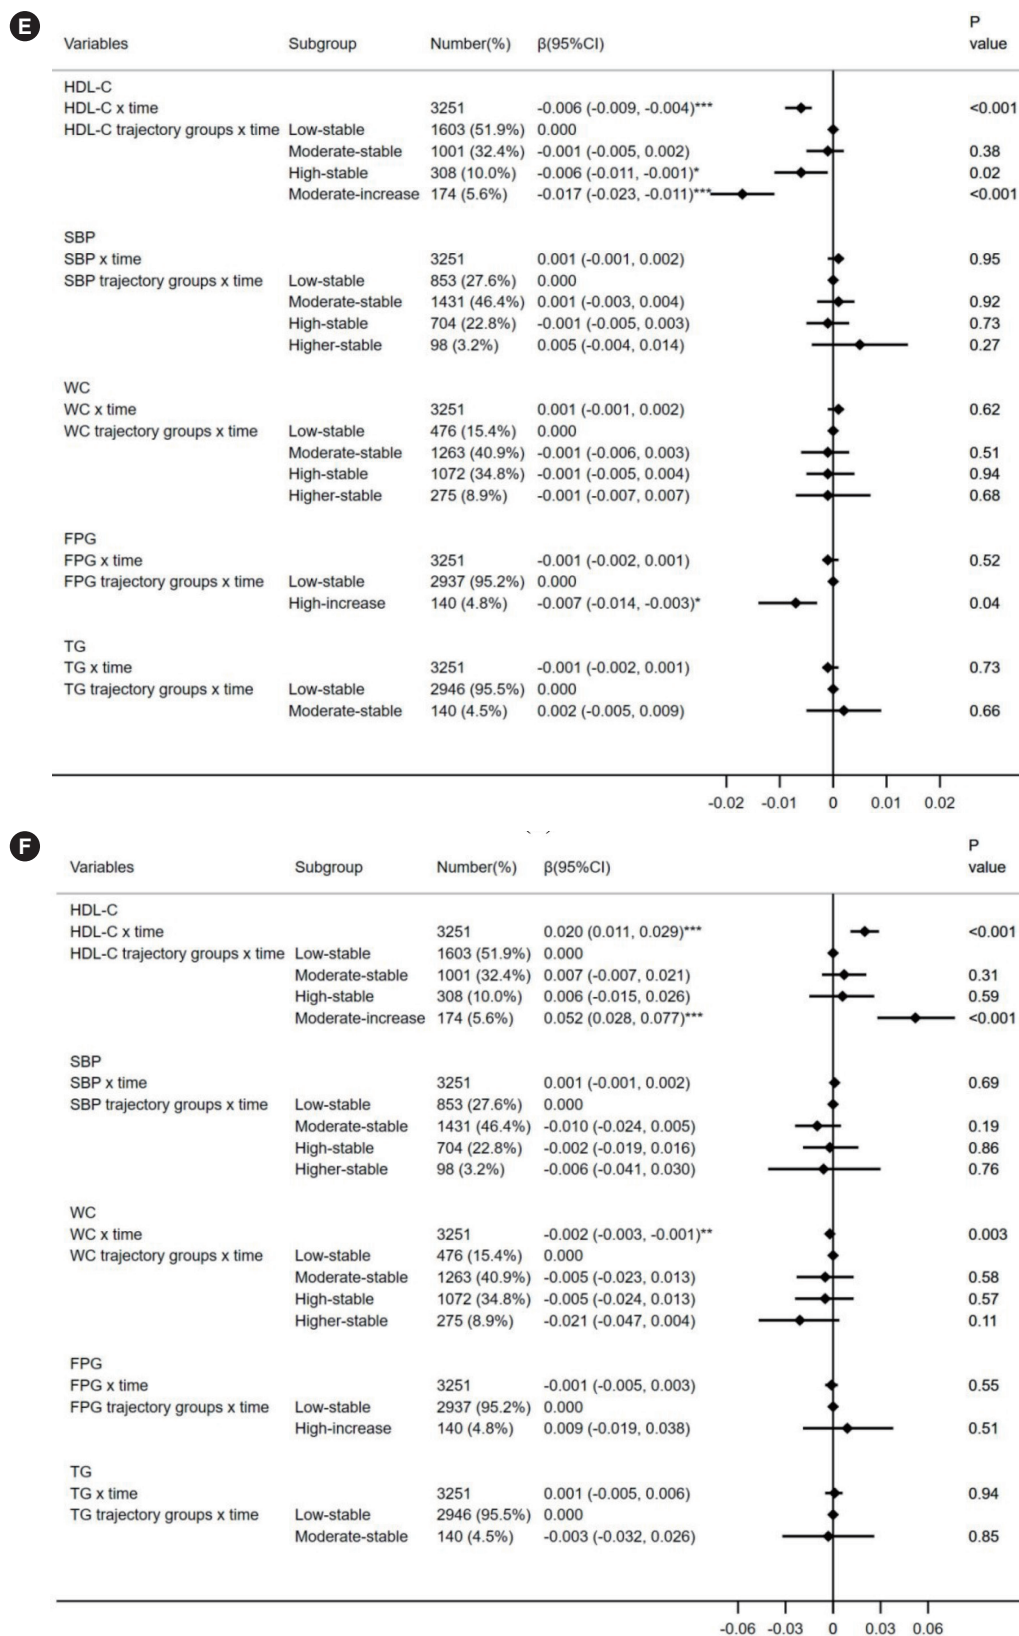 E
P
Variables Subgroup Number(%) β(95%CI) value
HDL-C
HDL-C x time 3251 -0.006 (-0.009, -0.004)*** <0.001
HDL-C trajectory groups x time Low-stable 1603 (51.9%) 0.000
Moderate-stable 1001 (32.4%) -0.001 (-0.005, 0.002) 0.38
High-stable 308 (10.0%) -0.006 (-0.011, -0.001)* 0.02
Moderate-increase 174 (5.6%) -0.017 (-0.023, -0.011)*** <0.001
SBP
SBP x time 3251 0.001 (-0.001, 0.002) 0.95
SBP trajectory groups x time Low-stable 853 (27.6%) 0.000
Moderate-stable 1431 (46.4%) 0.001 (-0.003, 0.004) 0.92
High-stable 704 (22.8%) -0.001 (-0.005, 0.003) 0.73
Higher-stable 98 (3.2%) 0.005 (-0.004, 0.014) 0.27
WC
WC x time 3251 0.001 (-0.001, 0.002) 0.62
WC trajectory groups x time Low-stable 476 (15.4%) 0.000
Moderate-stable 1263 (40.9%) -0.001 (-0.006, 0.003) 0.51
High-stable 1072 (34.8%) -0.001 (-0.005, 0.004) 0.94
Higher-stable 275 (8.9%) -0.001 (-0.007, 0.007) 0.68
FPG
FPG x time 3251 -0.001 (-0.002, 0.001) 0.52
FPG trajectory groups x time Low-stable 2937 (95.2%) 0.000
High-increase 140 (4.8%) -0.007 (-0.014, -0.003)* 0.04
TG
TG x time 3251 -0.001 (-0.002, 0.001) 0.73
TG trajectory groups x time Low-stable 2946 (95.5%) 0.000
Moderate-stable 140 (4.5%) 0.002 (-0.005, 0.009) 0.66
-0.02 -0.01 0 0.01 0.02
F
P
Variables Subgroup Number(%) β(95%CI) value
HDL-C
HDL-C x time 3251 0.020 (0.011, 0.029)*** <0.001
HDL-C trajectory groups x time Low-stable 1603 (51.9%) 0.000
Moderate-stable 1001 (32.4%) 0.007 (-0.007, 0.021) 0.31
High-stable 308 (10.0%) 0.006 (-0.015, 0.026) 0.59
Moderate-increase 174 (5.6%) 0.052 (0.028, 0.077)*** <0.001
SBP
SBP x time 3251 0.001 (-0.001, 0.002) 0.69
SBP trajectory groups x time Low-stable 853 (27.6%) 0.000
Moderate-stable 1431 (46.4%) -0.010 (-0.024, 0.005) 0.19
High-stable 704 (22.8%) -0.002 (-0.019, 0.016) 0.86
Higher-stable 98 (3.2%) -0.006 (-0.041, 0.030) 0.76
WC
WC x time 3251 -0.002 (-0.003, -0.001)** 0.003
WC trajectory groups x time Low-stable 476 (15.4%) 0.000
Moderate-stable 1263 (40.9%) -0.005 (-0.023, 0.013) 0.58
High-stable 1072 (34.8%) -0.005 (-0.024, 0.013) 0.57
Higher-stable 275 (8.9%) -0.021 (-0.047, 0.004) 0.11
FPG
FPG x time 3251 -0.001 (-0.005, 0.003) 0.55
FPG trajectory groups x time Low-stable 2937 (95.2%) 0.000
High-increase 140 (4.8%) 0.009 (-0.019, 0.038) 0.51
TG
TG x time 3251 0.001 (-0.005, 0.006) 0.94
TG trajectory groups x time Low-stable 2946 (95.5%) 0.000
Moderate-stable 140 (4.5%) -0.003 (-0.032, 0.026) 0.85
-0.06 -0.03 0 0.03 0.06